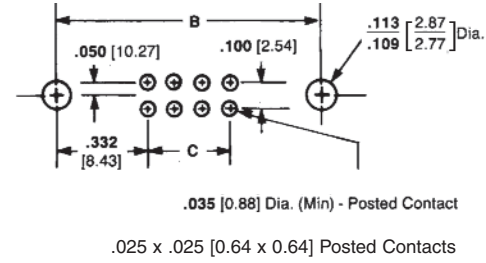 B
.113 [2.87] Dia.
.109 [2.77]
.050 [10.27]
.100 [2.54]
.332
[8.43]
C
.035 [0.88] Dia. (Min) - Posted Contact
.025 x .025 [0.64 x 0.64] Posted Contacts